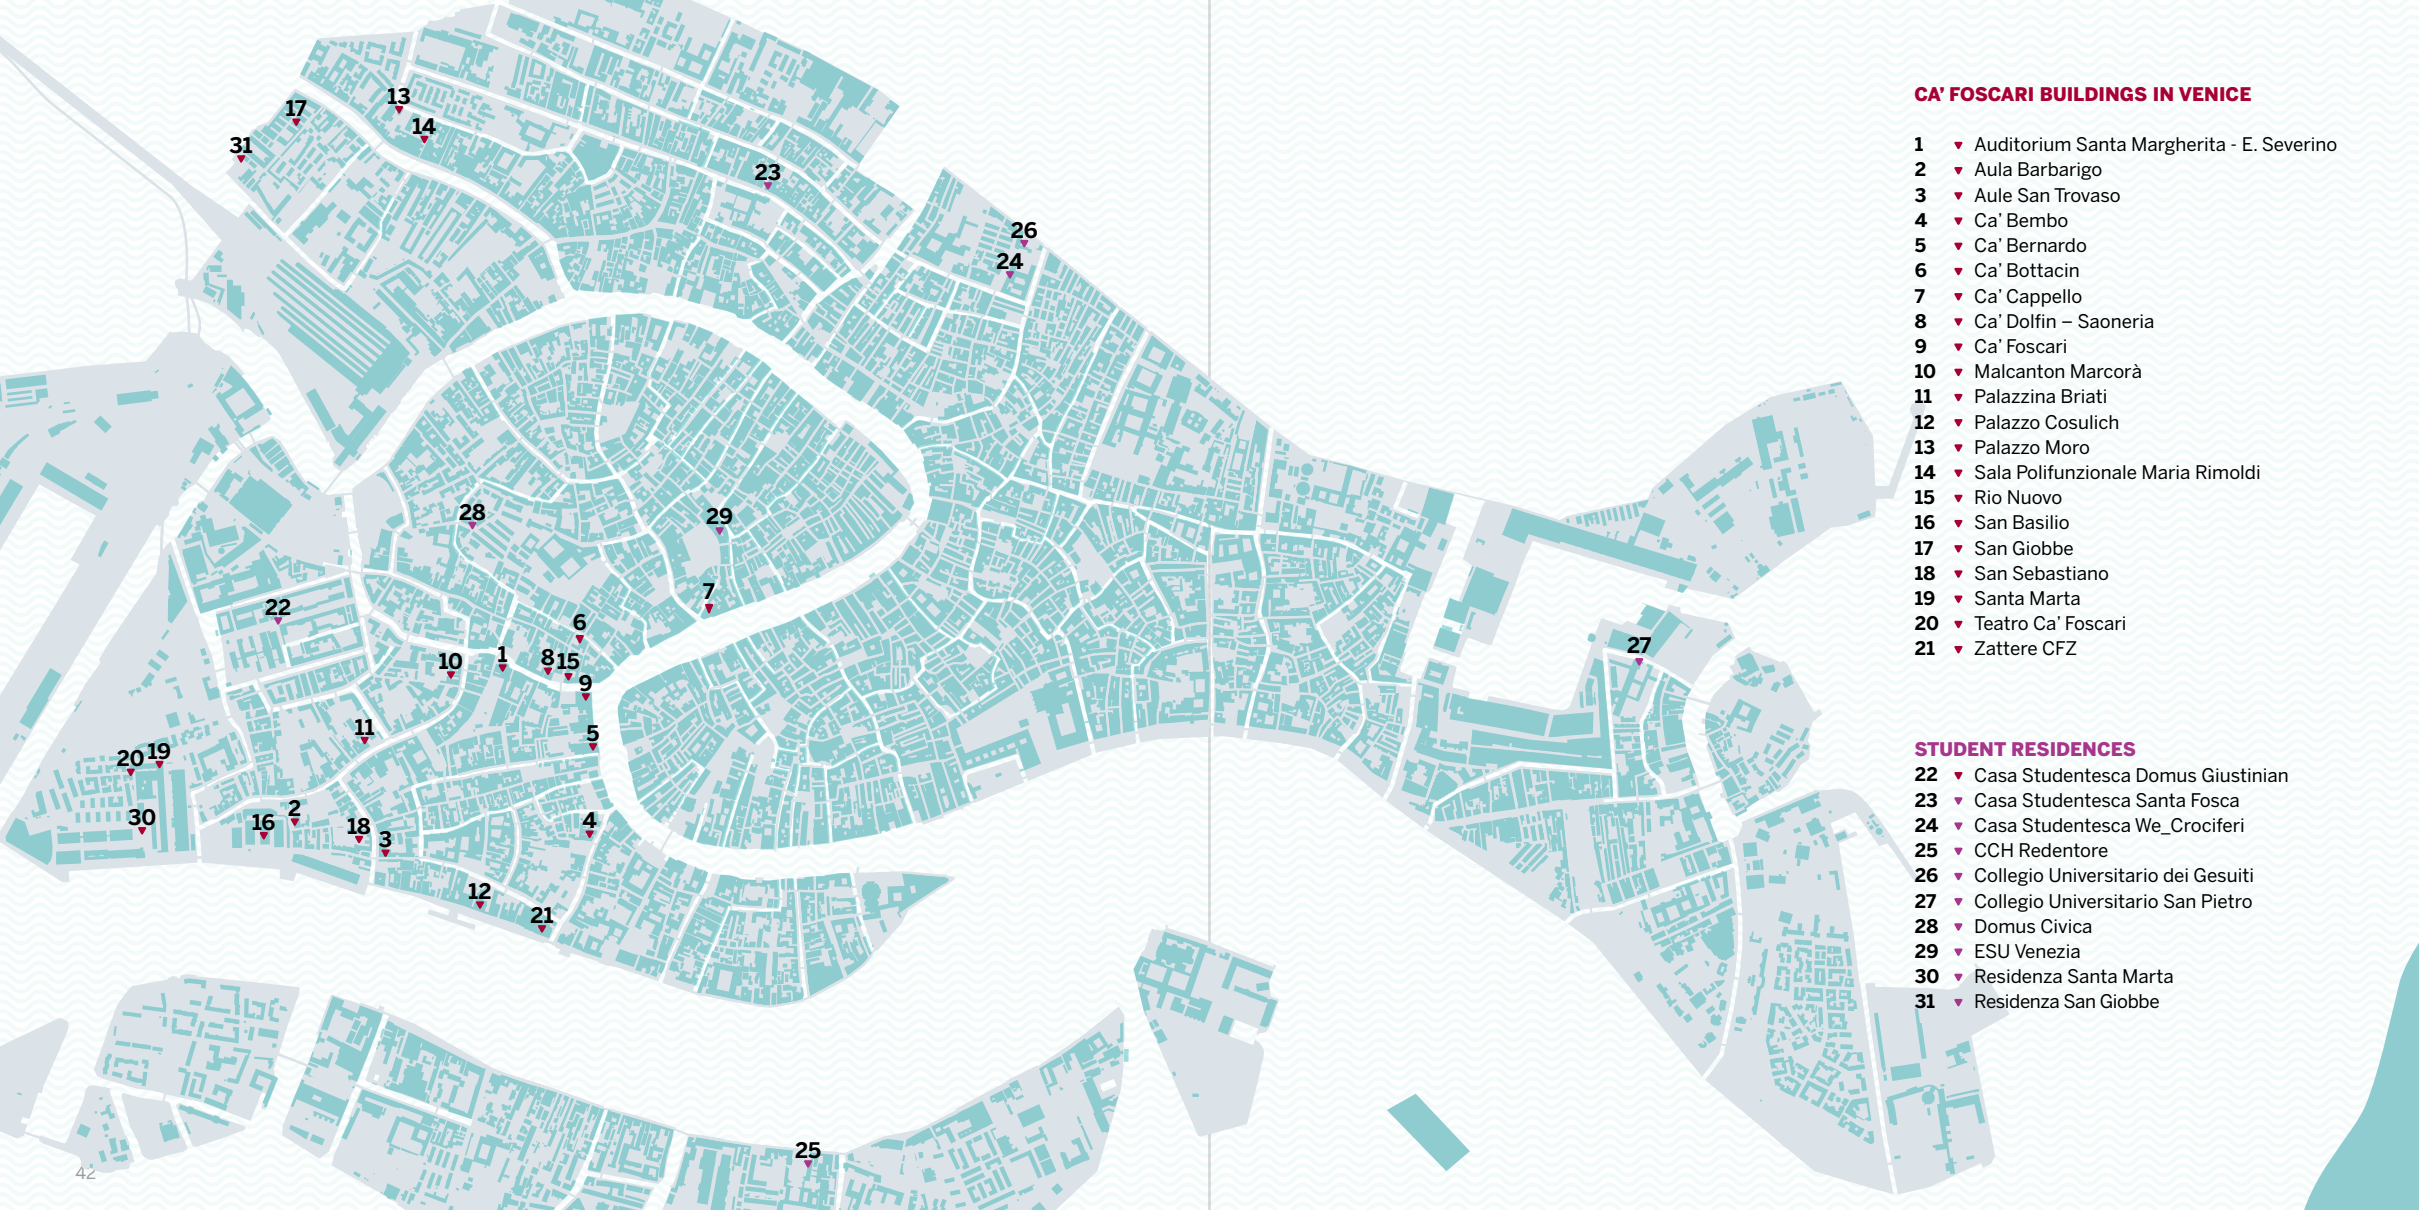 17
13
14
31
23
26
24
28
29
7
22
6
10
1
8
15
9
11
5
20
19
30
16
2
18
3
4
12
21
27
25
42
CA’ FOSCARI BUILDINGS IN VENICE
1 Auditorium Santa Margherita - E. Severino
2 Aula Barbarigo
3 Aule San Trovaso
4 Ca’ Bembo
5 Ca’ Bernardo
6 Ca’ Bottacin
7 Ca’ Cappello
8 Ca’ Dolfin – Saoneria
9 Ca’ Foscari
10 Malcanton Marcorà
11 Palazzina Briati
12 Palazzo Cosulich
13 Palazzo Moro
14 Sala Polifunzionale Maria Rimoldi
15 Rio Nuovo
16 San Basilio
17 San Giobbe
18 San Sebastiano
19 Santa Marta
20 Teatro Ca’ Foscari
21 Zattere CFZ
STUDENT RESIDENCES
22 Casa Studentesca Domus Giustinian
23 Casa Studentesca Santa Fosca
24 Casa Studentesca We_Crociferi
25 CCH Redentore
26 Collegio Universitario dei Gesuiti
27 Collegio Universitario San Pietro
28 Domus Civica
29 ESU Venezia
30 Residenza Santa Marta
31 Residenza San Giobbe